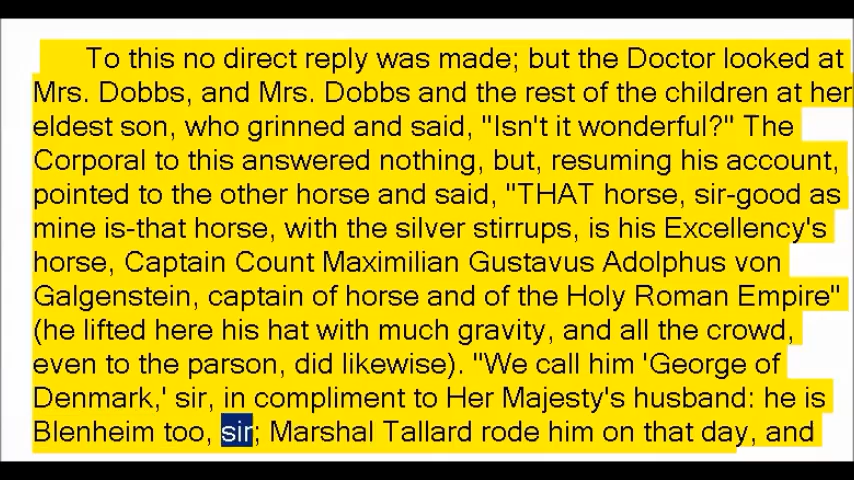 To this no direct reply was made; but the Doctor looked at
Mrs. Dobbs, and Mrs. Dobbs and the rest of the children at her
eldest son, who grinned and said, "Isn't it wonderful?" The
Corporal to this answered nothing, but, resuming his account,
pointed to the other horse and said, "THAT horse, sir-good as
mine is-that horse, with the silver stirrups, is his Excellency's
horse, Captain Count Maximilian Gustavus Adolphus von
Galgenstein, captain of horse and of the Holy Roman Empire"
(he lifted here his hat with much gravity, and all the crowd,
even to the parson, did likewise). "We call him 'George of
Denmark,' sir, in compliment to Her Majesty's husband: he is
Blenheim too, sir; Marshal Tallard rode him on that day, and